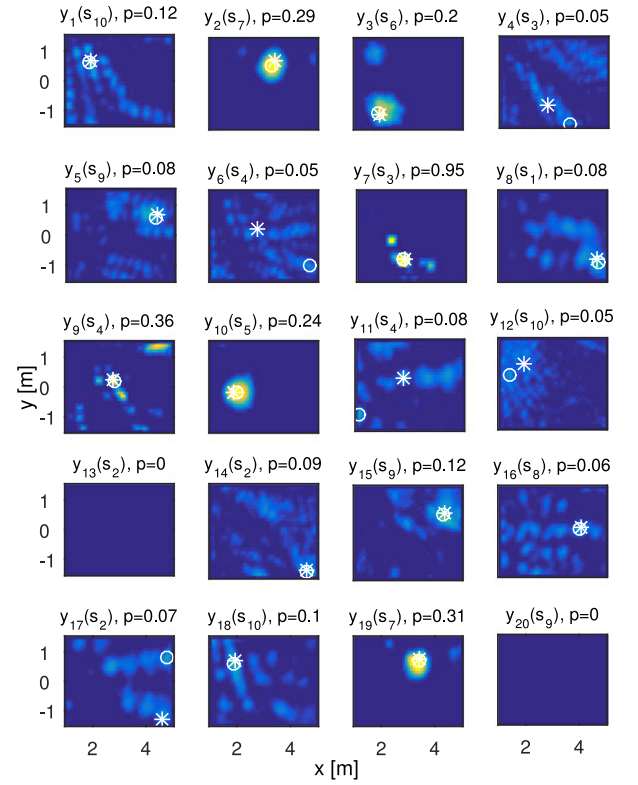 y₁(s₁₀), p=0.12 y₂(s₇), p=0.29 y₃(s₆), p=0.2 y₄(s₃), p=0.05
1
0
-1
y₅(s₉), p=0.08 y₆(s₄), p=0.05 y₇(s₃), p=0.95 y₈(s₁), p=0.08
1
0
-1
y₉(s₄), p=0.36 y₁₀(s₅), p=0.24 y₁₁(s₄), p=0.08 y₁₂(s₁₀), p=0.05
1
0
-1
y [m]
y₁₃(s₂), p=0 y₁₄(s₂), p=0.09 y₁₅(s₉), p=0.12 y₁₆(s₈), p=0.06
1
0
-1
y₁₇(s₂), p=0.07 y₁₈(s₁₀), p=0.1 y₁₉(s₇), p=0.31 y₂₀(s₉), p=0
1
0
-1
2 4 2 4 2 4 2 4
x [m]